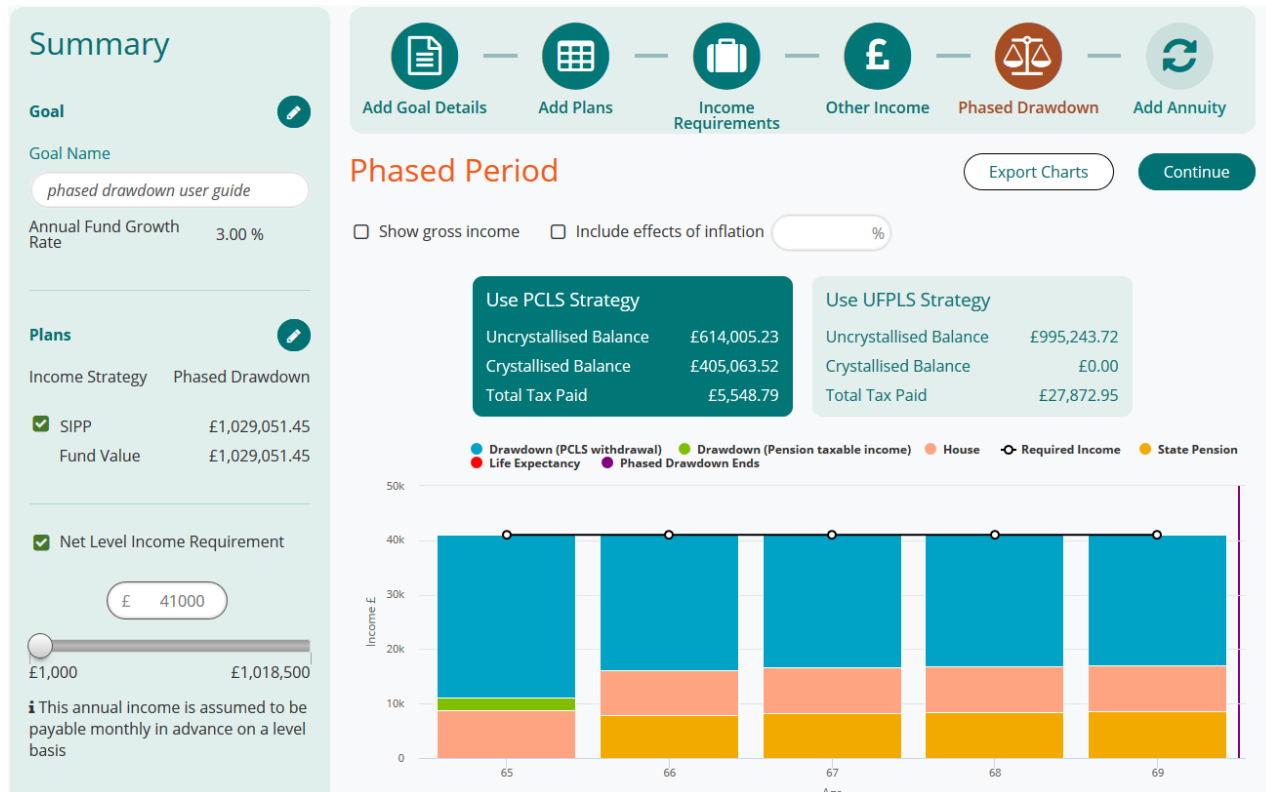 Summary
Goal
Goal Name
phased drawdown user guide
Annual Fund Growth
Rate
3.00 %
Plans
Income Strategy Phased Drawdown
SIPP £1,029,051.45
Fund Value £1,029,051.45
Net Level Income Requirement
£ 41000
£1,000 £1,018,500
i This annual income is assumed to be
payable monthly in advance on a level
basis
Add Goal Details
Add Plans
Income
Requirements
£
Other Income
Phased Drawdown
Add Annuity
Phased Period
Export Charts
Continue
Show gross income
Include effects of inflation
%
Use PCLS Strategy
Uncrystallised Balance £614,005.23
Crystallised Balance £405,063.52
Total Tax Paid £5,548.79
Use UFPLS Strategy
Uncrystallised Balance £995,243.72
Crystallised Balance £0.00
Total Tax Paid £27,872.95
Drawdown (PCLS withdrawal) Drawdown (Pension taxable income) House Required Income State Pension
Life Expectancy Phased Drawdown Ends
Income £
50k
40k
30k
20k
10k
0
65 66 67 68 69